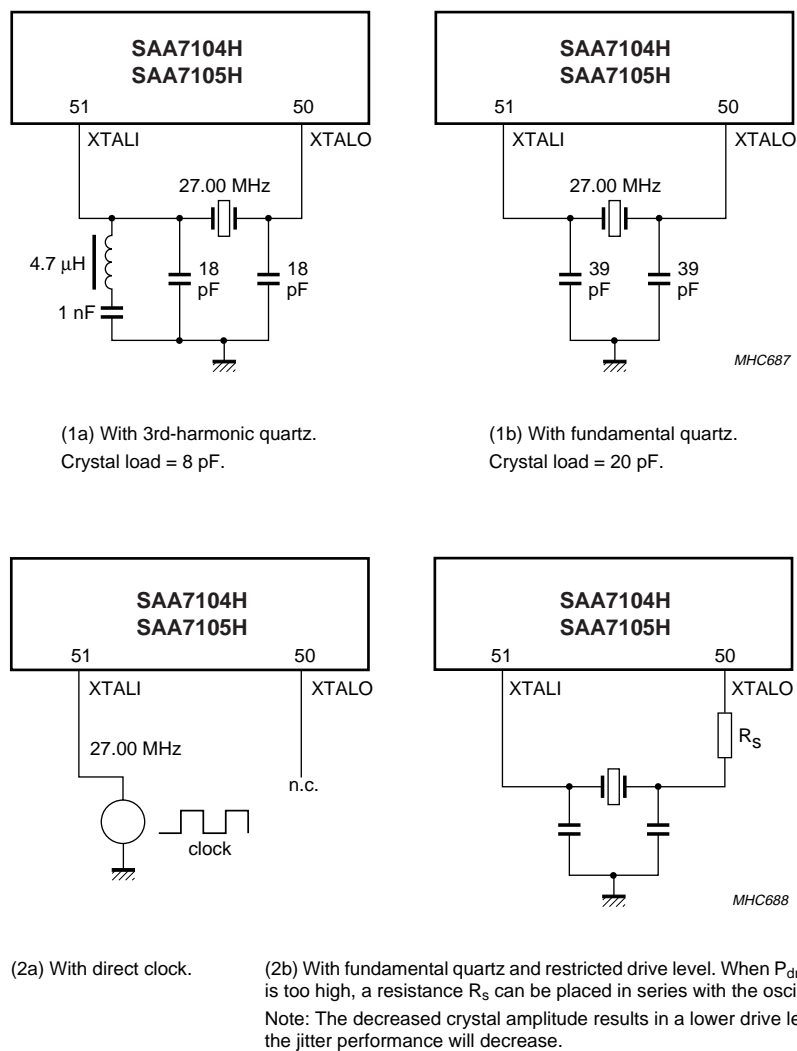 SAA7104H
SAA7105H
51
50
XTALI
XTALO
27.00 MHz
4.7 μH
18
pF
18
pF
1 nF
SAA7104H
SAA7105H
51
50
XTALI
XTALO
27.00 MHz
39
pF
39
pF
MHC687
(1a) With 3rd-harmonic quartz.
Crystal load = 8 pF.
(1b) With fundamental quartz.
Crystal load = 20 pF.
SAA7104H
SAA7105H
51
50
XTALI
XTALO
27.00 MHz
n.c.
clock
SAA7104H
SAA7105H
51
50
XTALI
XTALO
Rs
MHC688
(2a) With direct clock.
(2b) With fundamental quartz and restricted drive level. When
is too high, a resistance Rs can be placed in series with the
Note: The decreased crystal amplitude results in a lower drive
the jitter performance will decrease.